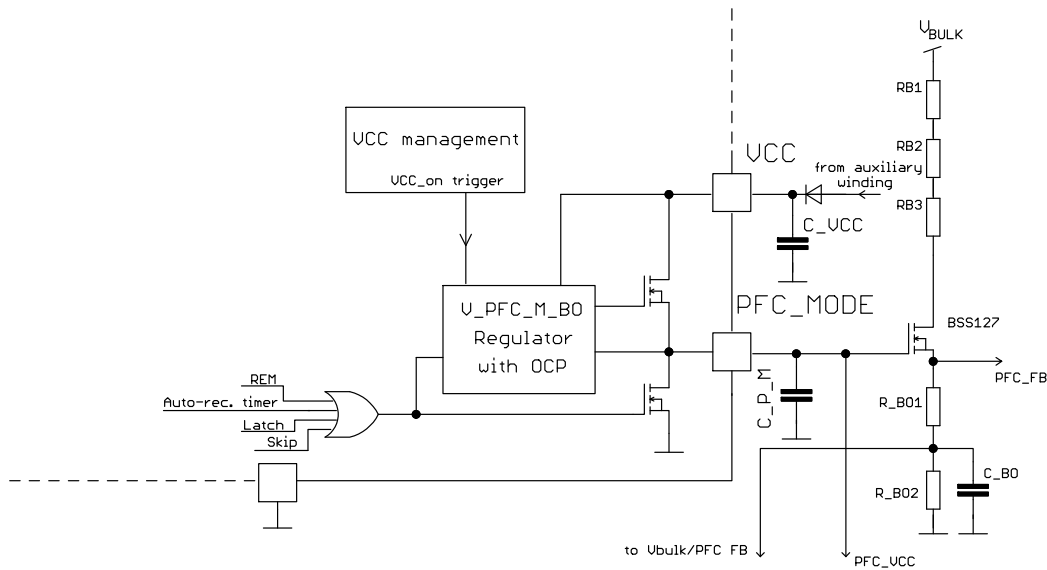 V_BULK
RB1
VCC management
VCC_on trigger
RB2
VCC
from auxiliary
winding
RB3
C_VCC
V_PFC_M_BO
Regulator
with OCP
PFC_MODE
BSS127
PFC_FB
C_P_M
REM
Auto-rec. timer
Latch
Skip
R_BO1
C_BO
R_BO2
to Vbulk/PFC FB
PFC_VCC